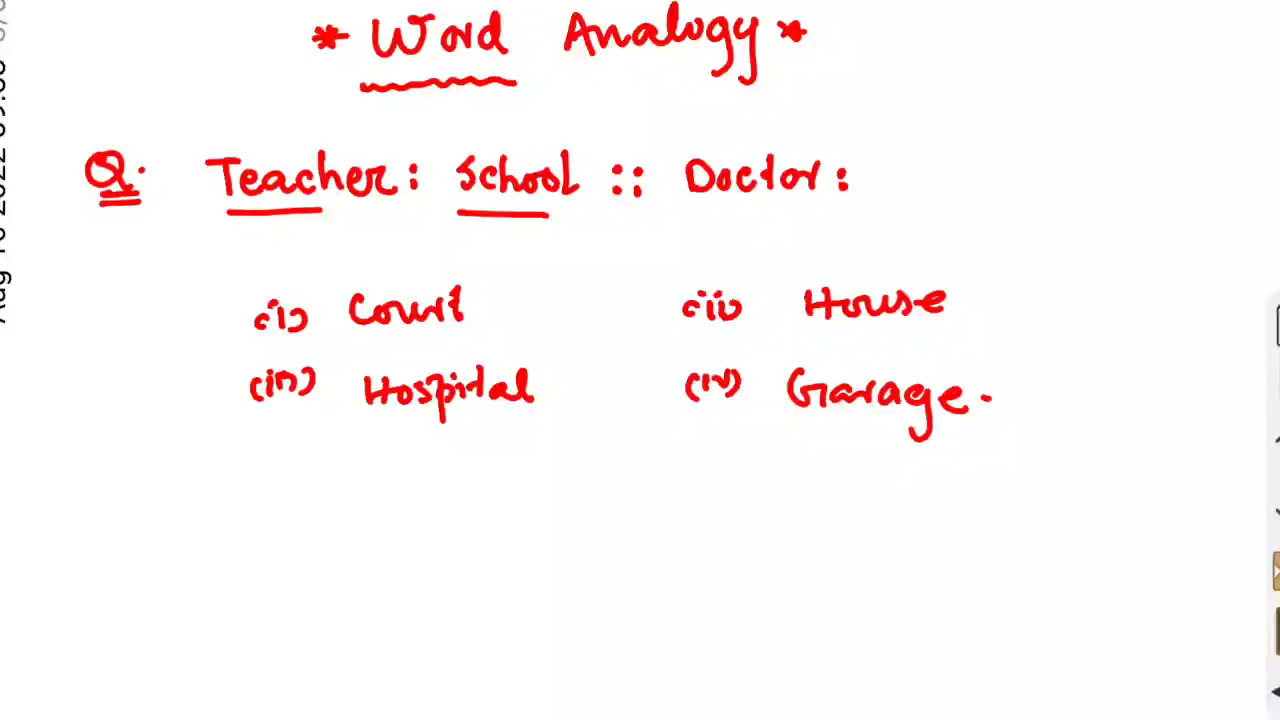 * Word Analogy *
Q. Teacher: School :: Doctor:
(i) Court (ii) House
(iii) Hospital (iv) Garage.